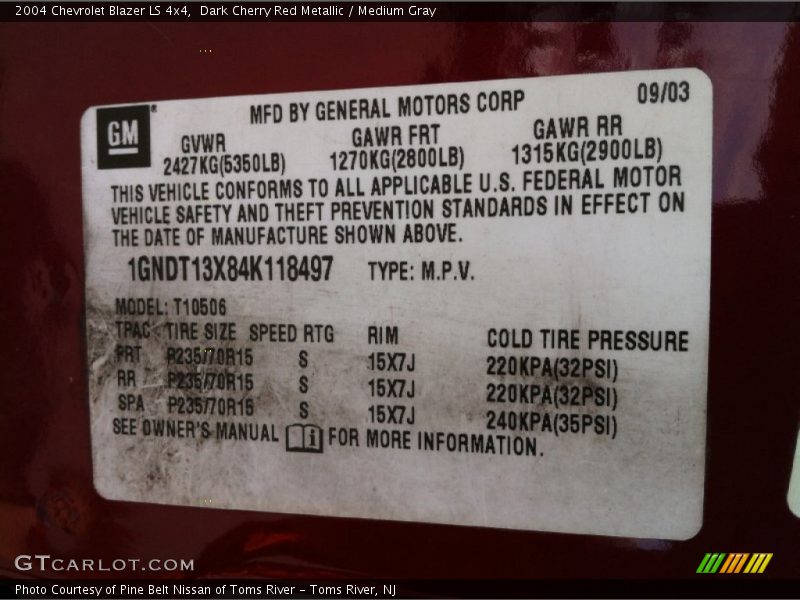 2004 Chevrolet Blazer LS 4x4,  Dark Cherry Red Metallic / Medium Gray
GM®
MFD BY GENERAL MOTORS CORP 09/03
GVWR GAWR FRT GAWR RR
2427KG(5350LB) 1270KG(2800LB) 1315KG(2900LB)
THIS VEHICLE CONFORMS TO ALL APPLICABLE U.S. FEDERAL MOTOR
VEHICLE SAFETY AND THEFT PREVENTION STANDARDS IN EFFECT ON
THE DATE OF MANUFACTURE SHOWN ABOVE.
1GNDT13X84K118497 TYPE: M.P.V.
MODEL: T10506
TPAC TIRE SIZE SPEED RTG RIM COLD TIRE PRESSURE
FRT P235/70R15 S 15X7J 220KPA(32PSI)
RR P235/70R15 S 15X7J 220KPA(32PSI)
SPA P235/70R15 S 15X7J 240KPA(35PSI)
SEE OWNER'S MANUAL i FOR MORE INFORMATION.
GTCARLOT.COM
Photo Courtesy of Pine Belt Nissan of Toms River – Toms River, NJ